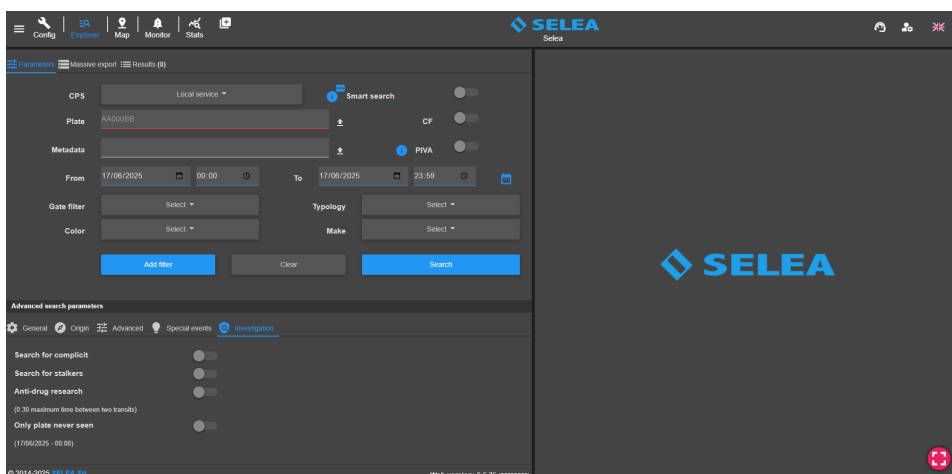 Config Explorer Map Monitor Stats
SELEA
Selea
Parameters Massive export Results (0)
CPS Local service Smart search
Plate AA000BB CF
Metadata PIVA
From 17/06/2025 00:00 To 17/06/2025 23:59
Gate filter Select Typology Select
Color Select Make Select
Add filter Clear Search
SELEA
Advanced search parameters
General Origin Advanced Special events Investigation
Search for complicit
Search for stalkers
Anti-drug research
(0:30 maximum time between two transits)
Only plate never seen
(17/06/2025 - 00:00)